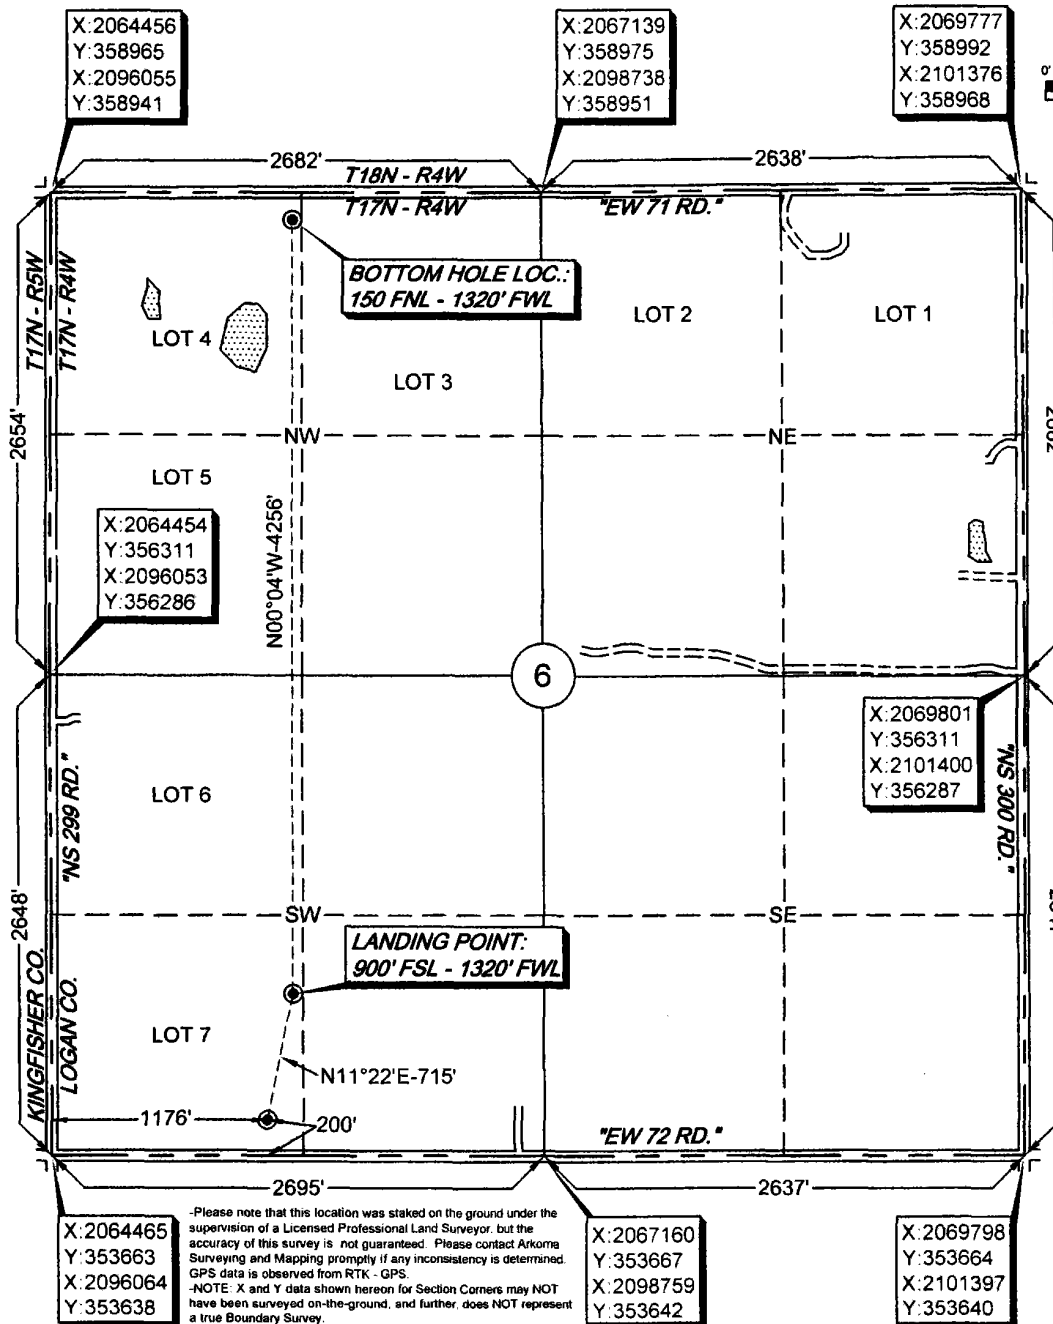 X:2064456
Y:358965
X:2096055
Y:358941
X:2067139
Y:358975
X:2098738
Y:358951
X:2069777
Y:358992
X:2101376
Y:358968
0'
2682'
2638'
T18N - R4W
T17N - R4W
"EW 71 RD."
T17N - R5W
T17N - R4W
BOTTOM HOLE LOC.:
150 FNL - 1320' FWL
LOT 4
LOT 3
LOT 2
LOT 1
2654'
NW
NE
LOT 5
X:2064454
Y:356311
X:2096053
Y:356286
N00°04'W-4256'
6
X:2069801
Y:356311
X:2101400
Y:356287
"NS 299 RD."
"NS 300 RD."
LOT 6
2648'
SW
SE
LANDING POINT:
900' FSL - 1320' FWL
KINGFISHER CO.
LOGAN CO.
LOT 7
N11°22'E-715'
1176'
200'
"EW 72 RD."
2695'
2637'
X:2064465
Y:353663
X:2096064
Y:353638
-Please note that this location was staked on the ground under the
supervision of a Licensed Professional Land Surveyor, but the
accuracy of this survey is not guaranteed. Please contact Arkoma
Surveying and Mapping promptly if any inconsistency is determined.
GPS data is observed from RTK - GPS.
-NOTE: X and Y data shown hereon for Section Corners may NOT
have been surveyed on-the-ground, and further, does NOT represent
a true Boundary Survey.
X:2067160
Y:353667
X:2098759
Y:353642
X:2069798
Y:353664
X:2101397
Y:353640